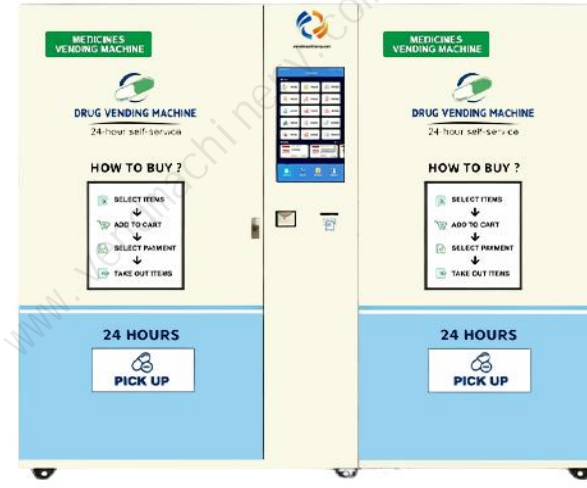 MEDICINES
VENDING MACHINE
DRUG VENDING MACHINE
24-hour self-service
HOW TO BUY ?
SELECT ITEMS
ADD TO CART
SELECT PAYMENT
TAKE OUT ITEMS
24 HOURS
PICK UP
MEDICINES
VENDING MACHINE
DRUG VENDING MACHINE
24-hour self-service
HOW TO BUY ?
SELECT ITEMS
ADD TO CART
SELECT PAYMENT
TAKE OUT ITEMS
24 HOURS
PICK UP